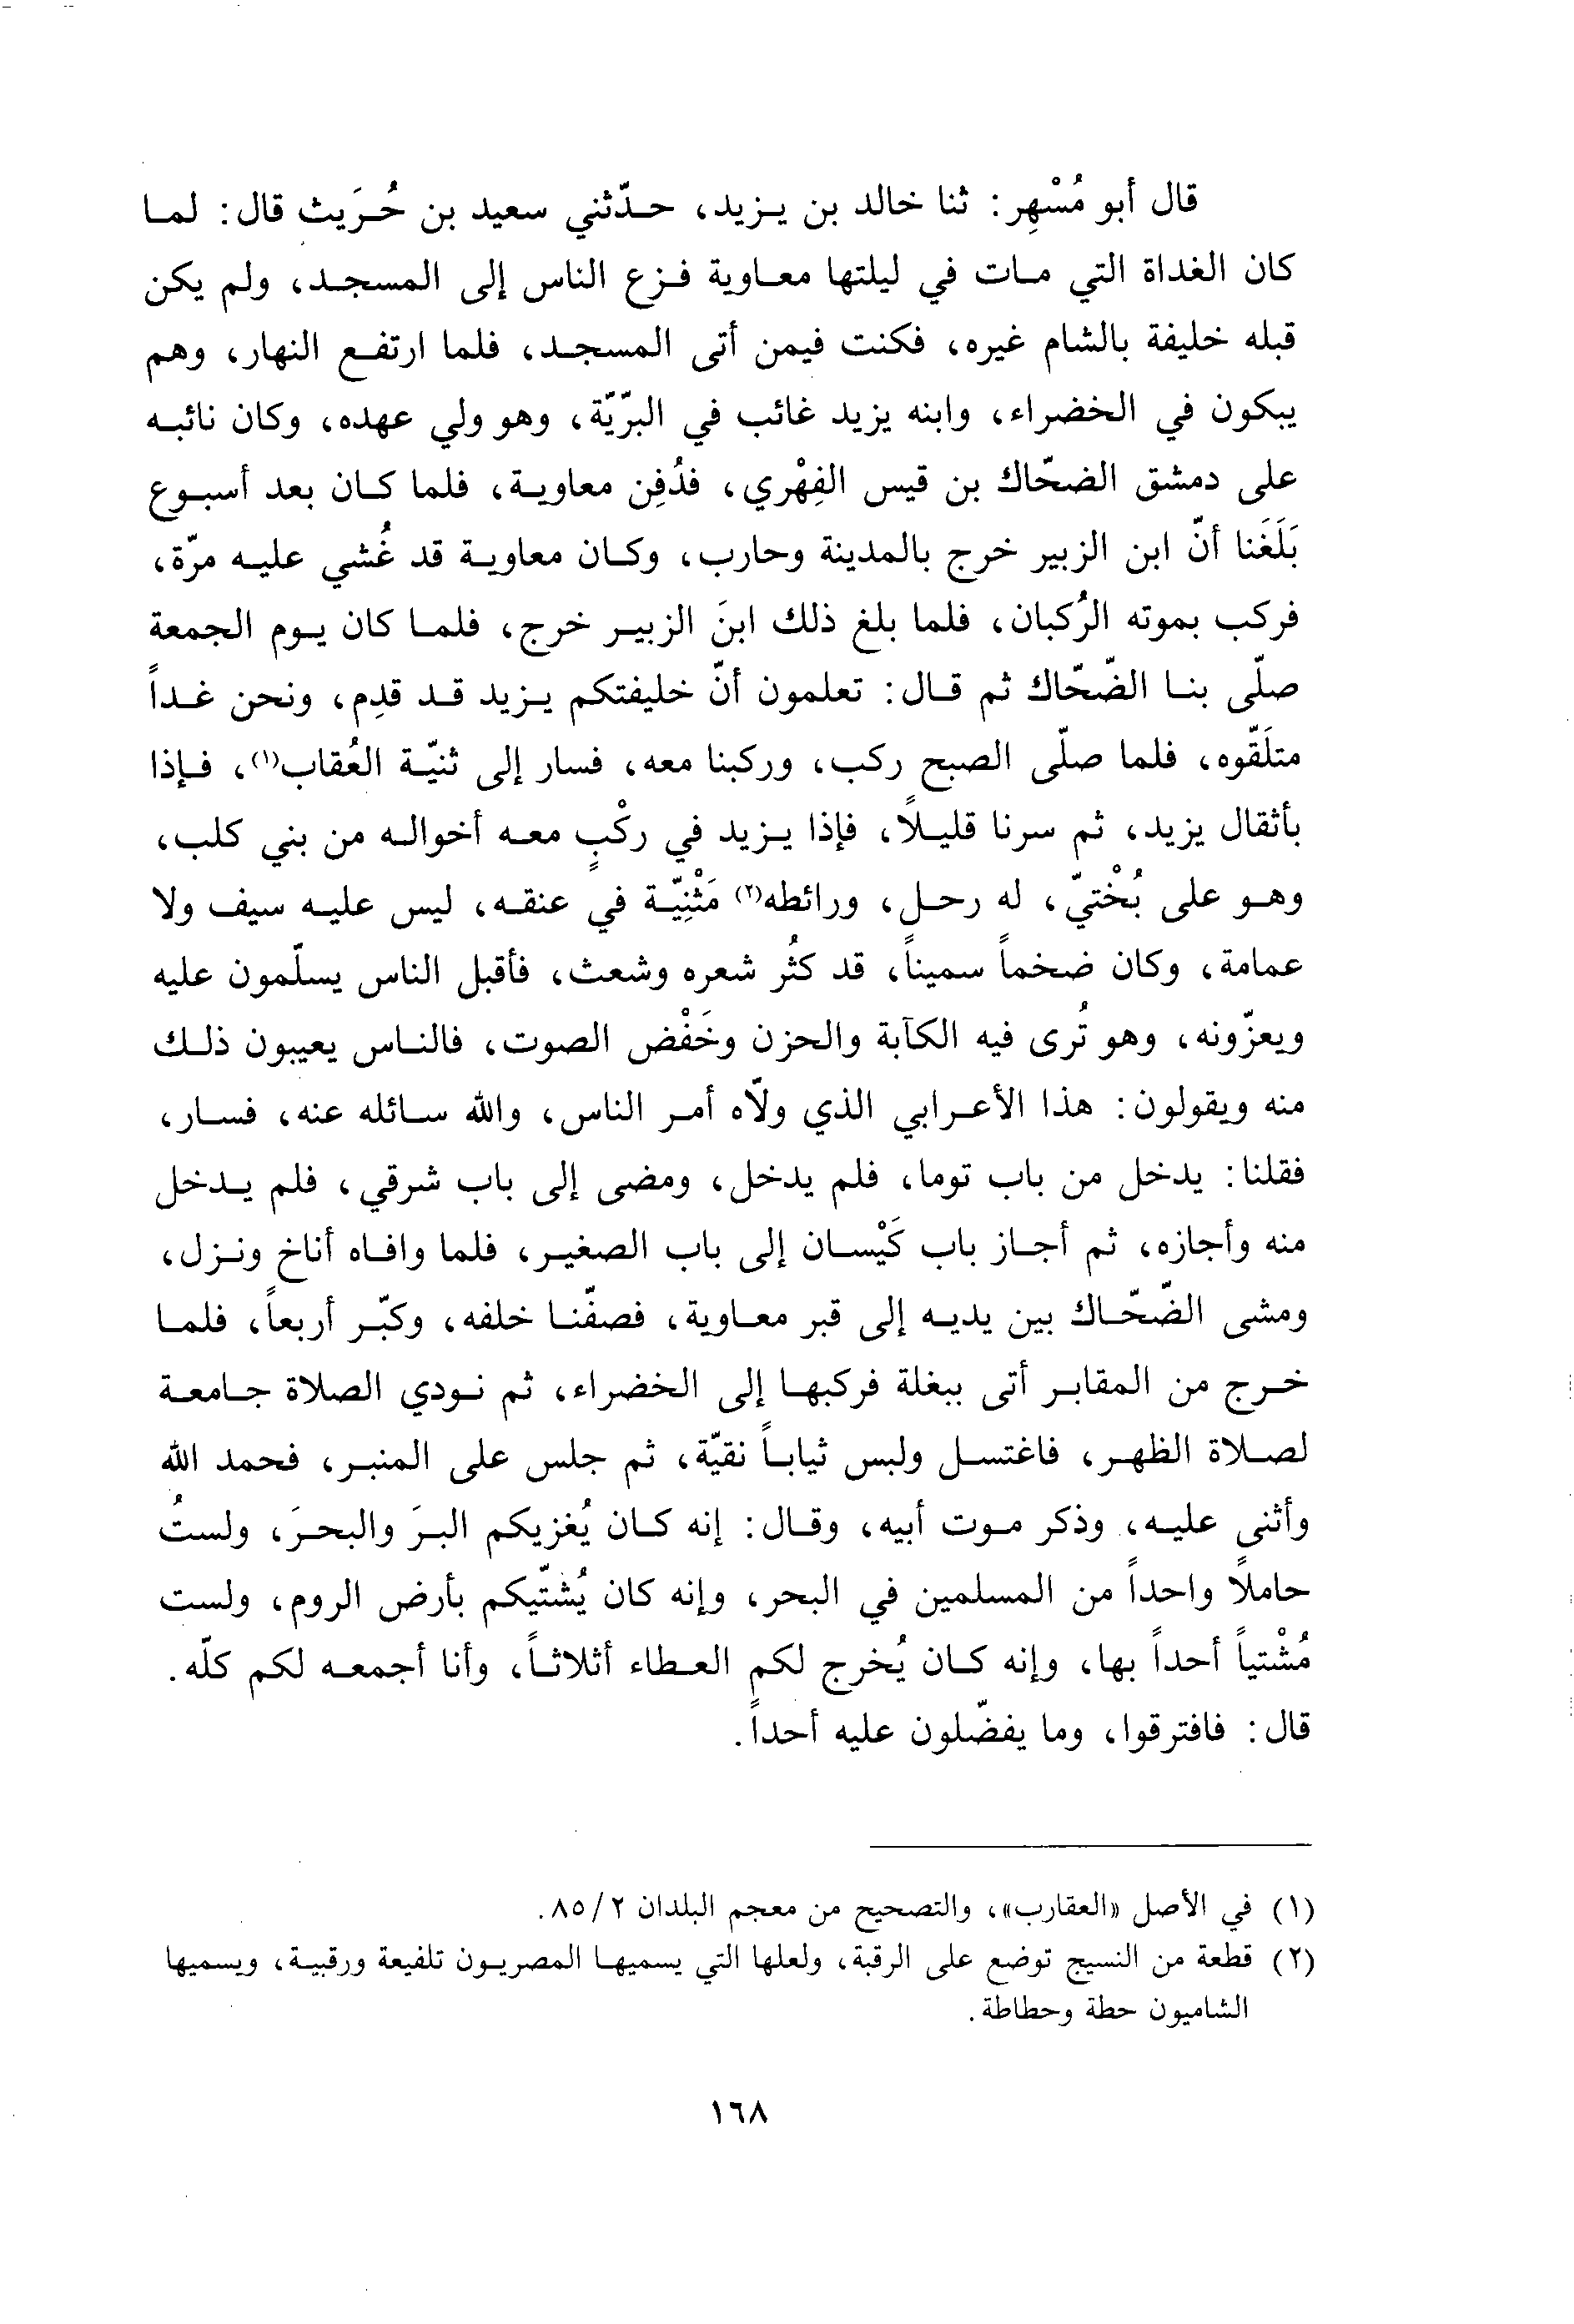 قال أبو مُسْهِر: ثنا خالد بن يزيد، حدّثني سعيد بن حُرَيث قال: لما
كان الغداة التي مات في ليلتها معاوية فزع الناس إلى المسجد، ولم يكن
قبله خليفة بالشام غيره، فكنت فيمن أتى المسجد، فلما ارتفع النهار، وهم
يبكون في الخضراء، وابنه يزيد غائب في البرّيّة، وهو ولي عهده، وكان نائبه
على دمشق الضحّاك بن قيس الفِهْري، فدُفِن معاوية، فلما كان بعد أسبوع
بَلَغَنا أنّ ابن الزبير خرج بالمدينة وحارب، وكان معاوية قد غُشي عليه مرّة،
فركب بموته الرُكبان، فلما بلغ ذلك ابنَ الزبير خرج، فلما كان يوم الجمعة
صلّى بنا الضّحّاك ثم قال: تعلمون أنّ خليفتكم يزيد قد قدِم، ونحن غداً
متلَقّوه، فلما صلّى الصبح ركب، وركبنا معه، فسار إلى ثنيّة العُقاب(١)، فإذا
بأثقال يزيد، ثم سرنا قليلاً، فإذا يزيد في ركْبٍ معه أخواله من بني كلب،
وهو على بُخْتيّ، له رحل، ورائطه(٢) مَثْنِيّة في عنقه، ليس عليه سيف ولا
عمامة، وكان ضخماً سميناً، قد كثُر شعره وشعث، فأقبل الناس يسلّمون عليه
ويعزّونه، وهو تُرى فيه الكآبة والحزن وخَفْض الصوت، فالناس يعيبون ذلك
منه ويقولون: هذا الأعرابي الذي ولّاه أمر الناس، والله سائله عنه، فسار،
فقلنا: يدخل من باب توما، فلم يدخل، ومضى إلى باب شرقي، فلم يدخل
منه وأجازه، ثم أجاز باب كَيْسان إلى باب الصغير، فلما وافاه أناخ ونزل،
ومشى الضّحّاك بين يديه إلى قبر معاوية، فصفّنا خلفه، وكبّر أربعاً، فلما
خرج من المقابر أتى ببغلة فركبها إلى الخضراء، ثم نودي الصلاة جامعة
لصلاة الظهر، فاغتسل ولبس ثياباً نقيّة، ثم جلس على المنبر، فحمد الله
وأثنى عليه، وذكر موت أبيه، وقال: إنه كان يُغزيكم البرَ والبحرَ، ولستُ
حاملاً واحداً من المسلمين في البحر، وإنه كان يُشتّيكم بأرض الروم، ولست
مُشْتياً أحداً بها، وإنه كان يُخرج لكم العطاء أثلاثاً، وأنا أجمعه لكم كلّه.
قال: فافترقوا، وما يفضّلون عليه أحداً.
(١) في الأصل «العقارب»، والتصحيح من معجم البلدان ٢/ ٨٥.
(٢) قطعة من النسيج توضع على الرقبة، ولعلها التي يسميها المصريون تلفيعة ورقبية، ويسميها
الشاميون حطة وحطاطة.
١٦٨